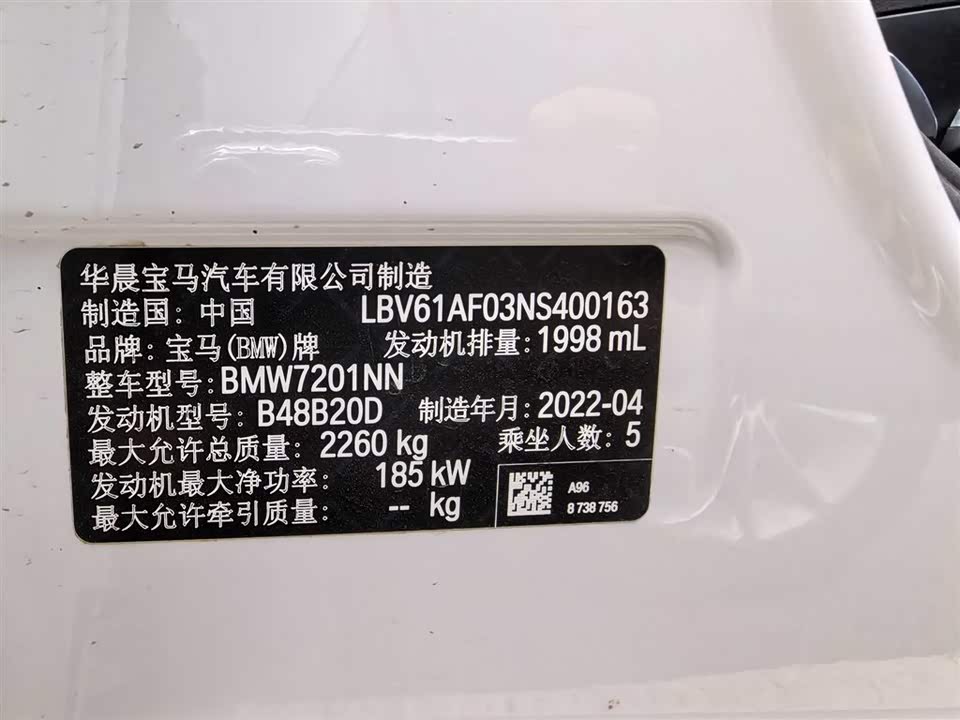 华晨宝马汽车有限公司制造
制造国: 中国 LBV61AF03NS400163
品牌: 宝马(BMW)牌 发动机排量: 1998 mL
整车型号: BMW7201NN
发动机型号: B48B20D 制造年月: 2022-04
最大允许总质量: 2260 kg 乘坐人数: 5
发动机最大净功率: 185 kW
最大允许牵引质量: -- kg
A96
8 738 756